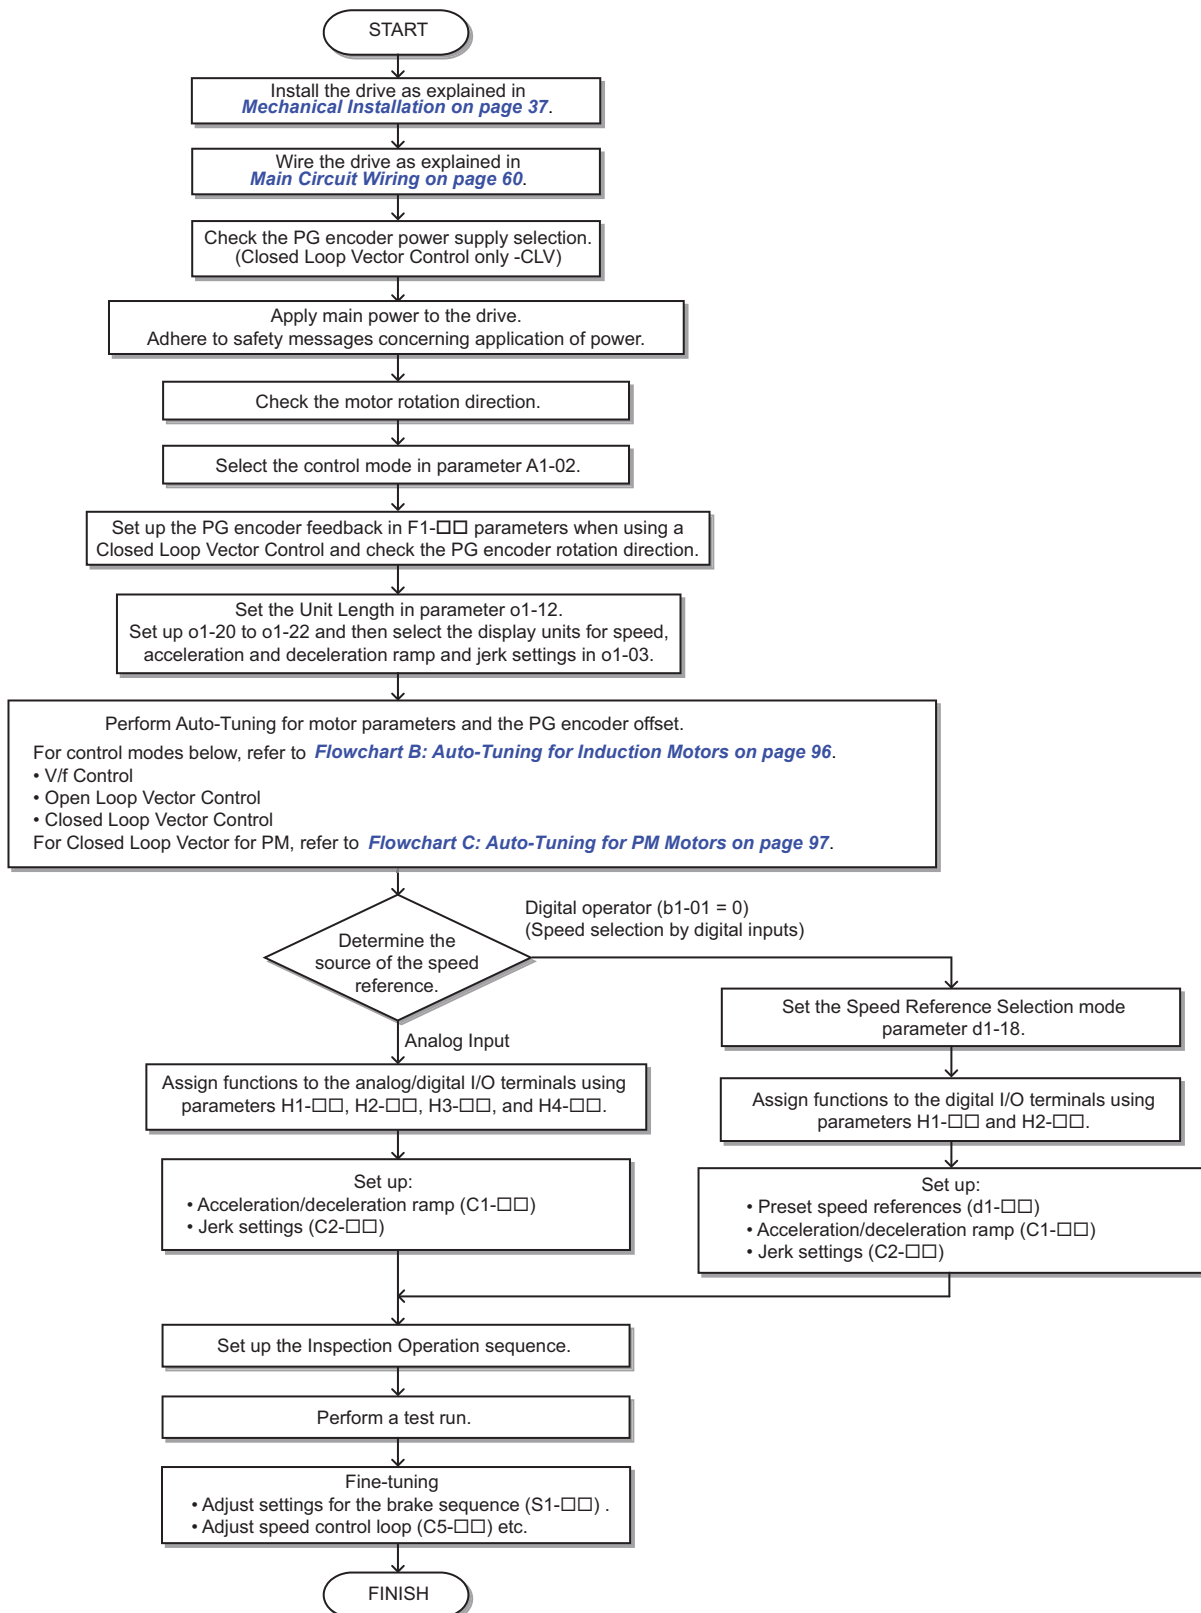 START
Install the drive as explained in
Mechanical Installation on page 37.
Wire the drive as explained in
Main Circuit Wiring on page 60.
Check the PG encoder power supply selection.
(Closed Loop Vector Control only -CLV)
Apply main power to the drive.
Adhere to safety messages concerning application of power.
Check the motor rotation direction.
Select the control mode in parameter A1-02.
Set up the PG encoder feedback in F1-□□ parameters when using a
Closed Loop Vector Control and check the PG encoder rotation direction.
Set the Unit Length in parameter o1-12.
Set up o1-20 to o1-22 and then select the display units for speed,
acceleration and deceleration ramp and jerk settings in o1-03.
Perform Auto-Tuning for motor parameters and the PG encoder offset.
For control modes below, refer to Flowchart B: Auto-Tuning for Induction Motors on page 96.
• V/f Control
• Open Loop Vector Control
• Closed Loop Vector Control
For Closed Loop Vector for PM, refer to Flowchart C: Auto-Tuning for PM Motors on page 97.
Determine the
source of the speed
reference.
Digital operator (b1-01 = 0)
(Speed selection by digital inputs)
Analog Input
Assign functions to the analog/digital I/O terminals using
parameters H1-□□, H2-□□, H3-□□, and H4-□□.
Set up:
• Acceleration/deceleration ramp (C1-□□)
• Jerk settings (C2-□□)
Set the Speed Reference Selection mode
parameter d1-18.
Assign functions to the digital I/O terminals using
parameters H1-□□ and H2-□□.
Set up:
• Preset speed references (d1-□□)
• Acceleration/deceleration ramp (C1-□□)
• Jerk settings (C2-□□)
Set up the Inspection Operation sequence.
Perform a test run.
Fine-tuning
• Adjust settings for the brake sequence (S1-□□) .
• Adjust speed control loop (C5-□□) etc.
FINISH